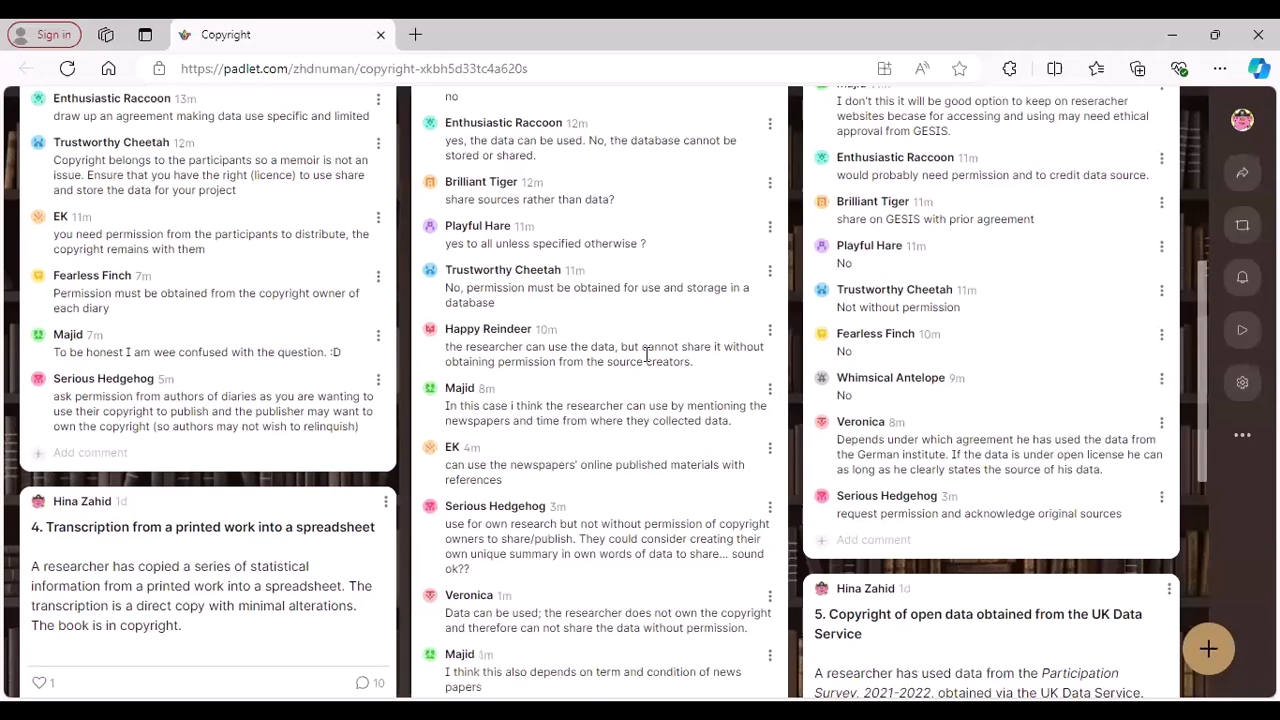 Sign in
Copyright
https://padlet.com/zhdnuman/copyright-xkbh5d33tc4a620s
Enthusiastic Raccoon 13m
draw up an agreement making data use specific and limited
Trustworthy Cheetah 12m
Copyright belongs to the participants so a memoir is not an
issue. Ensure that you have the right (licence) to use share
and store the data for your project
EK 11m
you need permission from the participants to distribute, the
copyright remains with them
Fearless Finch 7m
Permission must be obtained from the copyright owner of
each diary
Majid 7m
To be honest I am wee confused with the question. :D
Serious Hedgehog 5m
ask permission from authors of diaries as you are wanting to
use their copyright to publish and the publisher may want to
own the copyright (so authors may not wish to relinquish)
Add comment
Hina Zahid 1d
4. Transcription from a printed work into a spreadsheet
A researcher has copied a series of statistical
information from a printed work into a spreadsheet. The
transcription is a direct copy with minimal alterations.
The book is in copyright.
1
10
no
Enthusiastic Raccoon 12m
yes, the data can be used. No, the database cannot be
stored or shared.
Brilliant Tiger 12m
share sources rather than data?
Playful Hare 11m
yes to all unless specified otherwise ?
Trustworthy Cheetah 11m
No, permission must be obtained for use and storage in a
database
Happy Reindeer 10m
the researcher can use the data, but cannot share it without
obtaining permission from the source creators.
Majid 8m
In this case i think the researcher can use by mentioning the
newspapers and time from where they collected data.
EK 4m
can use the newspapers' online published materials with
references
Serious Hedgehog 3m
use for own research but not without permission of copyright
owners to share/publish. They could consider creating their
own unique summary in own words of data to share... sound
ok??
Veronica 1m
Data can be used; the researcher does not own the copyright
and therefore can not share the data without permission.
Majid 1m
I think this also depends on term and condition of news
papers
I don't this it will be good option to keep on reseracher
websites becase for accessing and using may need ethical
approval from GESIS.
Enthusiastic Raccoon 11m
would probably need permission and to credit data source.
Brilliant Tiger 11m
share on GESIS with prior agreement
Playful Hare 11m
No
Trustworthy Cheetah 11m
Not without permission
Fearless Finch 10m
No
Whimsical Antelope 9m
No
Veronica 8m
Depends under which agreement he has used the data from
the German institute. If the data is under open license he can
as long as he clearly states the source of his data.
Serious Hedgehog 3m
request permission and acknowledge original sources
Add comment
Hina Zahid 1d
5. Copyright of open data obtained from the UK Data
Service
A researcher has used data from the Participation
Survey, 2021-2022, obtained via the UK Data Service.